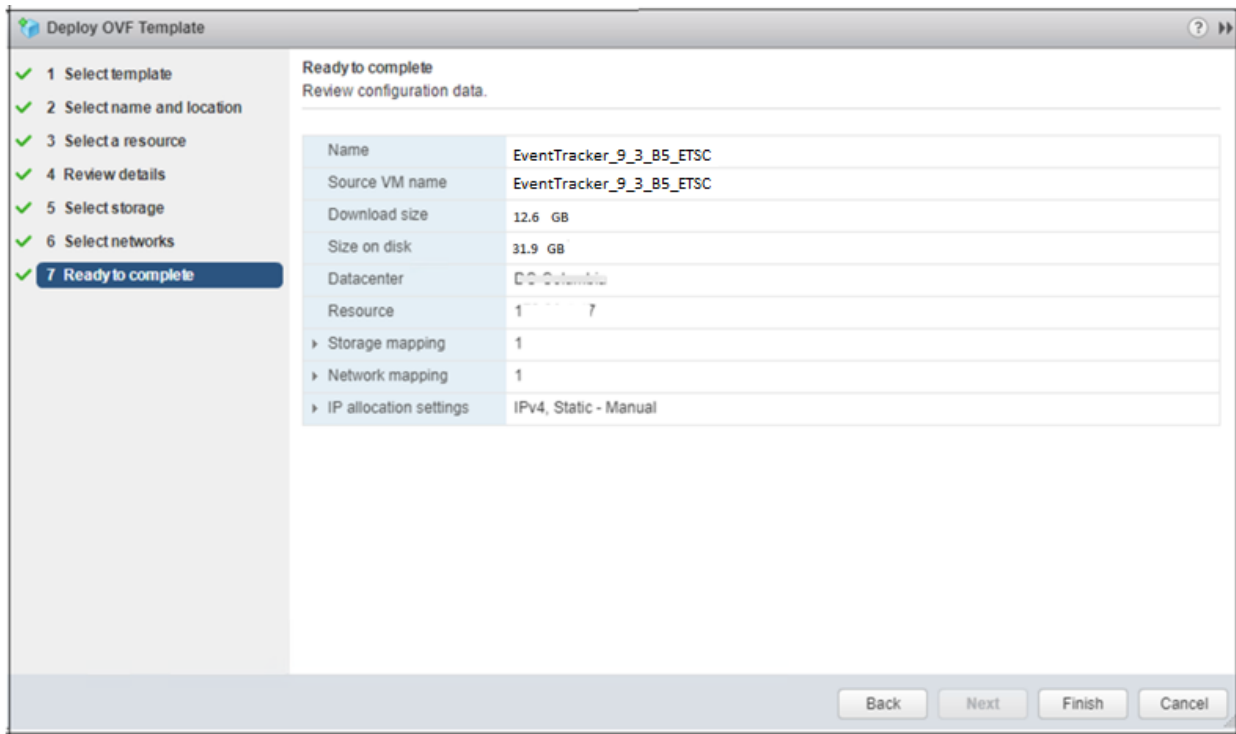 Deploy OVF Template
1 Select template
2 Select name and location
3 Select a resource
4 Review details
5 Select storage
6 Select networks
7 Ready to complete
Ready to complete
Review configuration data.
Name EventTracker_9_3_B5_ETSC
Source VM name EventTracker_9_3_B5_ETSC
Download size 12.6 GB
Size on disk 31.9 GB
Datacenter
Resource 1 7
Storage mapping 1
Network mapping 1
IP allocation settings IPv4, Static - Manual
Back Next Finish Cancel